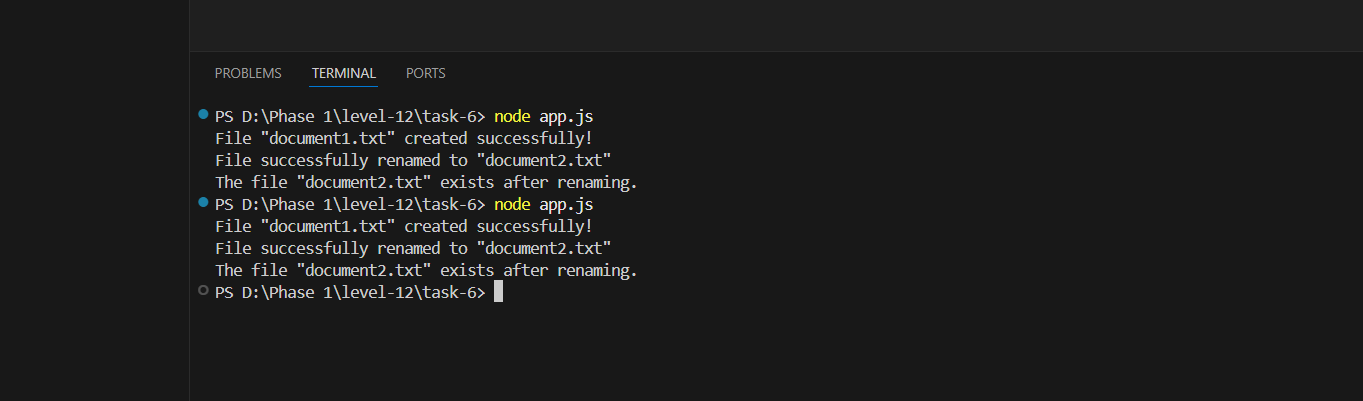 PROBLEMS TERMINAL PORTS
PS D:\Phase 1\level-12\task-6> node app.js
File "document1.txt" created successfully!
File successfully renamed to "document2.txt"
The file "document2.txt" exists after renaming.
PS D:\Phase 1\level-12\task-6> node app.js
File "document1.txt" created successfully!
File successfully renamed to "document2.txt"
The file "document2.txt" exists after renaming.
PS D:\Phase 1\level-12\task-6>